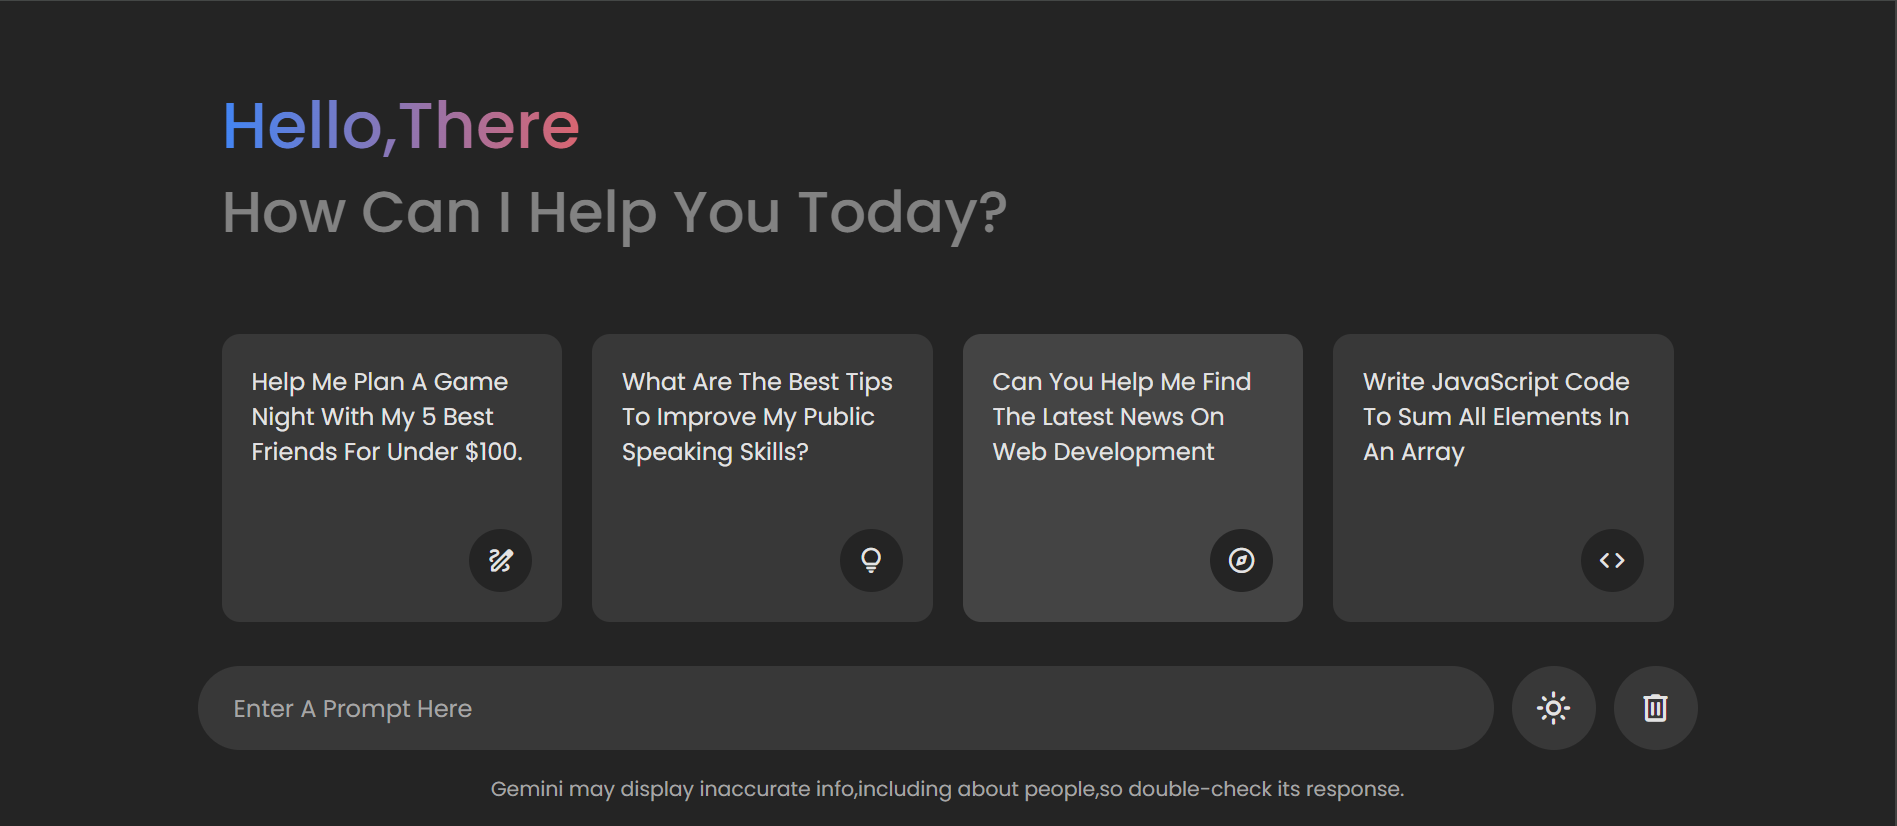 Hello,There
How Can I Help You Today?
Help Me Plan A Game
Night With My 5 Best
Friends For Under $100.
What Are The Best Tips
To Improve My Public
Speaking Skills?
Can You Help Me Find
The Latest News On
Web Development
Write JavaScript Code
To Sum All Elements In
An Array
Enter A Prompt Here
Gemini may display inaccurate info,including about people,so double-check its response.